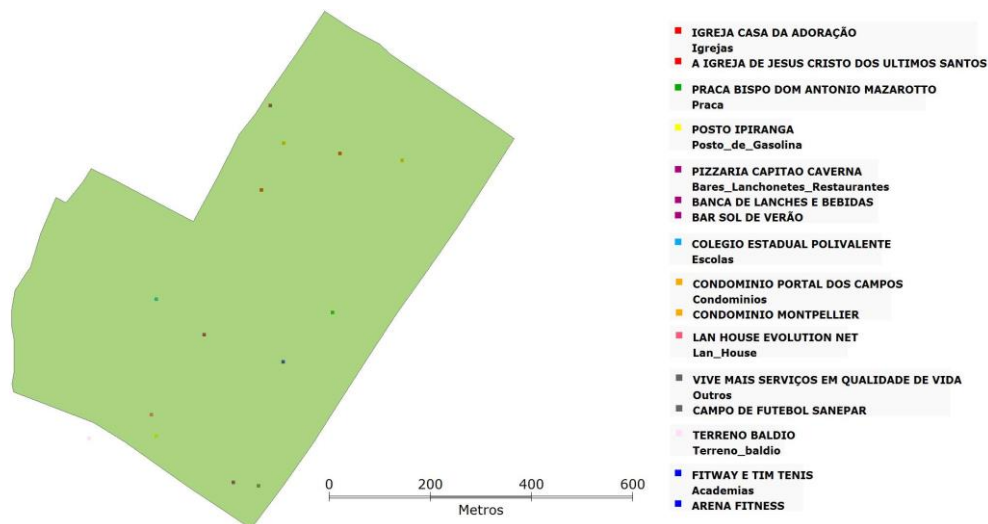 IGREJA CASA DA ADORAÇÃO
Igrejas
A IGREJA DE JESUS CRISTO DOS ULTIMOS SANTOS
PRACA BISPO DOM ANTONIO MAZAROTTO
Praca
POSTO IPIRANGA
Posto_de_Gasolina
PIZZARIA CAPITAO CAVERNA
Bares_Lanchonetes_Restaurantes
BANCA DE LANCHES E BEBIDAS
BAR SOL DE VERÃO
COLEGIO ESTADUAL POLIVALENTE
Escolas
CONDOMINIO PORTAL DOS CAMPOS
Condominios
CONDOMINIO MONTPELLIER
LAN HOUSE EVOLUTION NET
Lan_House
VIVE MAIS SERVIÇOS EM QUALIDADE DE VIDA
Outros
CAMPO DE FUTEBOL SANEPAR
TERRENO BALDIO
Terreno_baldio
FITWAY E TIM TENIS
Academias
ARENA FITNESS
0 200 400 600
Metros